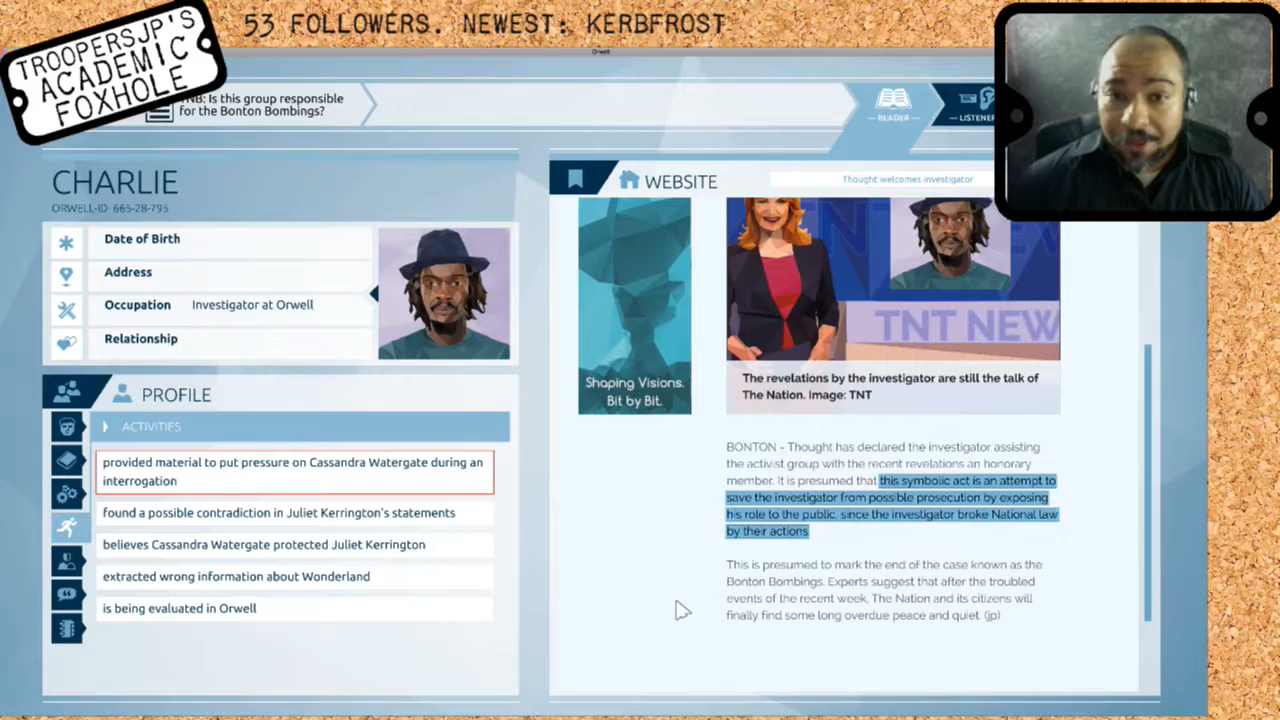 TROOPERSJP'S
ACADEMIC
FOXHOLE
53 FOLLOWERS. NEWEST: KERBFROST
Orwell
TNB: Is this group responsible
for the Bonton Bombings?
READER
LISTENER
CHARLIE
ORWELL-ID 665-28-795
Date of Birth
Address
Occupation Investigator at Orwell
Relationship
PROFILE
ACTIVITIES
provided material to put pressure on Cassandra Watergate during an
interrogation
found a possible contradiction in Juliet Kerrington's statements
believes Cassandra Watergate protected Juliet Kerrington
extracted wrong information about Wonderland
is being evaluated in Orwell
WEBSITE
Thought welcomes investigator
Shaping Visions.
Bit by Bit.
TNT NEW
The revelations by the investigator are still the talk of
The Nation. Image: TNT
BONTON - Thought has declared the investigator assisting
the activist group with the recent revelations an honorary
member. It is presumed that this symbolic act is an attempt to
save the investigator from possible prosecution by exposing
his role to the public, since the investigator broke National law
by their actions
This is presumed to mark the end of the case known as the
Bonton Bombings. Experts suggest that after the troubled
events of the recent week, The Nation and its citizens will
finally find some long overdue peace and quiet. (jp)